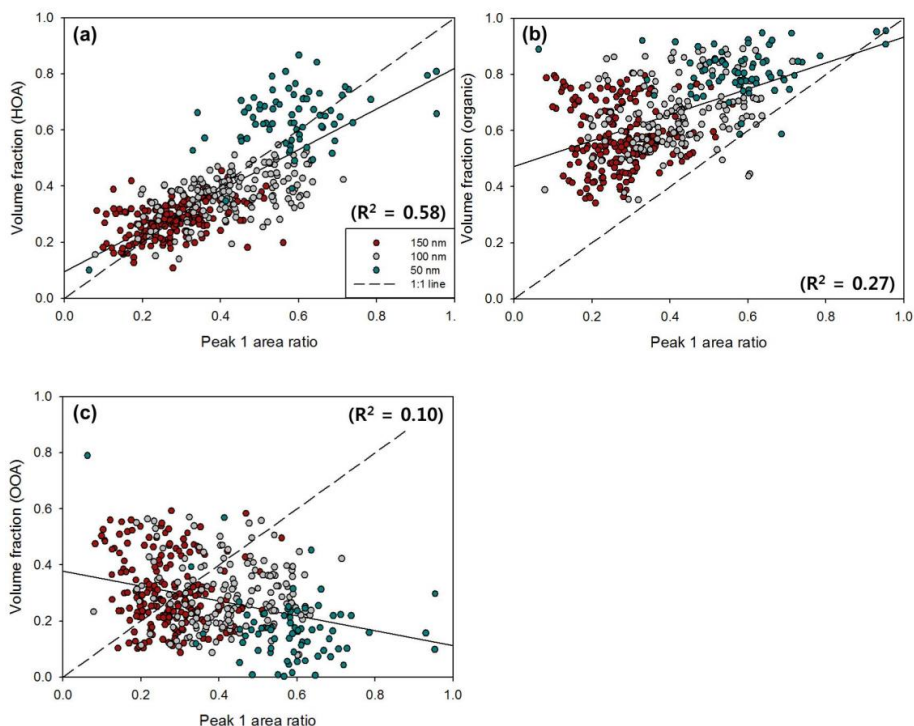 (a)
Volume fraction (HOA)
1.0
0.8
0.6
0.4
0.2
0.0
(R² = 0.58)
150 nm
100 nm
50 nm
1:1 line
0.0 0.2 0.4 0.6 0.8 1.
Peak 1 area ratio
(b)
Volume fraction (organic)
1.0
0.8
0.6
0.4
0.2
0.0
(R² = 0.27)
0.0 0.2 0.4 0.6 0.8 1.0
Peak 1 area ratio
(c)
(R² = 0.10)
Volume fraction (OOA)
1.0
0.8
0.6
0.4
0.2
0.0
0.0 0.2 0.4 0.6 0.8 1.0
Peak 1 area ratio